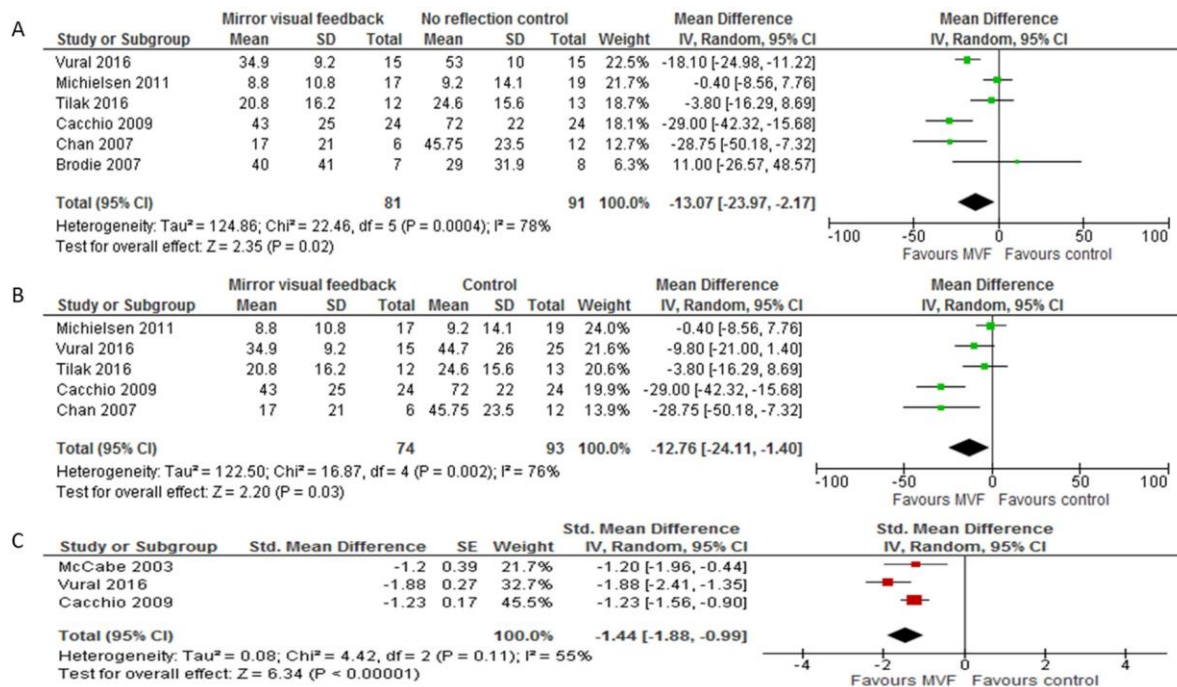 A
Mirror visual feedback No reflection control Mean Difference Mean Difference
Study or Subgroup Mean SD Total Mean SD Total Weight IV, Random, 95% CI IV, Random, 95% CI
Vural 2016 34.9 9.2 15 53 10 15 22.5% -18.10 [-24.98, -11.22]
Michielsen 2011 8.8 10.8 17 9.2 14.1 19 21.7% -0.40 [-8.56, 7.76]
Tilak 2016 20.8 16.2 12 24.6 15.6 13 18.7% -3.80 [-16.29, 8.69]
Cacchio 2009 43 25 24 72 22 24 18.1% -29.00 [-42.32, -15.68]
Chan 2007 17 21 6 45.75 23.5 12 12.7% -28.75 [-50.18, -7.32]
Brodie 2007 40 41 7 29 31.9 8 6.3% 11.00 [-26.57, 48.57]
Total (95% CI) 81 91 100.0% -13.07 [-23.97, -2.17]
Heterogeneity: Tau² = 124.86; Chi² = 22.46, df = 5 (P = 0.0004); I² = 78%
Test for overall effect: Z = 2.35 (P = 0.02)
-100 -50 0 50 100
Favours MVF Favours control
B
Mirror visual feedback Control Mean Difference Mean Difference
Study or Subgroup Mean SD Total Mean SD Total Weight IV, Random, 95% CI IV, Random, 95% CI
Michielsen 2011 8.8 10.8 17 9.2 14.1 19 24.0% -0.40 [-8.56, 7.76]
Vural 2016 34.9 9.2 15 44.7 26 25 21.6% -9.80 [-21.00, 1.40]
Tilak 2016 20.8 16.2 12 24.6 15.6 13 20.6% -3.80 [-16.29, 8.69]
Cacchio 2009 43 25 24 72 22 24 19.9% -29.00 [-42.32, -15.68]
Chan 2007 17 21 6 45.75 23.5 12 13.9% -28.75 [-50.18, -7.32]
Total (95% CI) 74 93 100.0% -12.76 [-24.11, -1.40]
Heterogeneity: Tau² = 122.50; Chi² = 16.87, df = 4 (P = 0.002); I² = 76%
Test for overall effect: Z = 2.20 (P = 0.03)
-100 -50 0 50 100
Favours MVF Favours control
C
Std. Mean Difference Std. Mean Difference
Study or Subgroup Std. Mean Difference SE Weight IV, Random, 95% CI IV, Random, 95% CI
McCabe 2003 -1.2 0.39 21.7% -1.20 [-1.96, -0.44]
Vural 2016 -1.88 0.27 32.7% -1.88 [-2.41, -1.35]
Cacchio 2009 -1.23 0.17 45.5% -1.23 [-1.56, -0.90]
Total (95% CI) 100.0% -1.44 [-1.88, -0.99]
Heterogeneity: Tau² = 0.08; Chi² = 4.42, df = 2 (P = 0.11); I² = 55%
Test for overall effect: Z = 6.34 (P < 0.00001)
-4 -2 0 2 4
Favours MVF Favours control